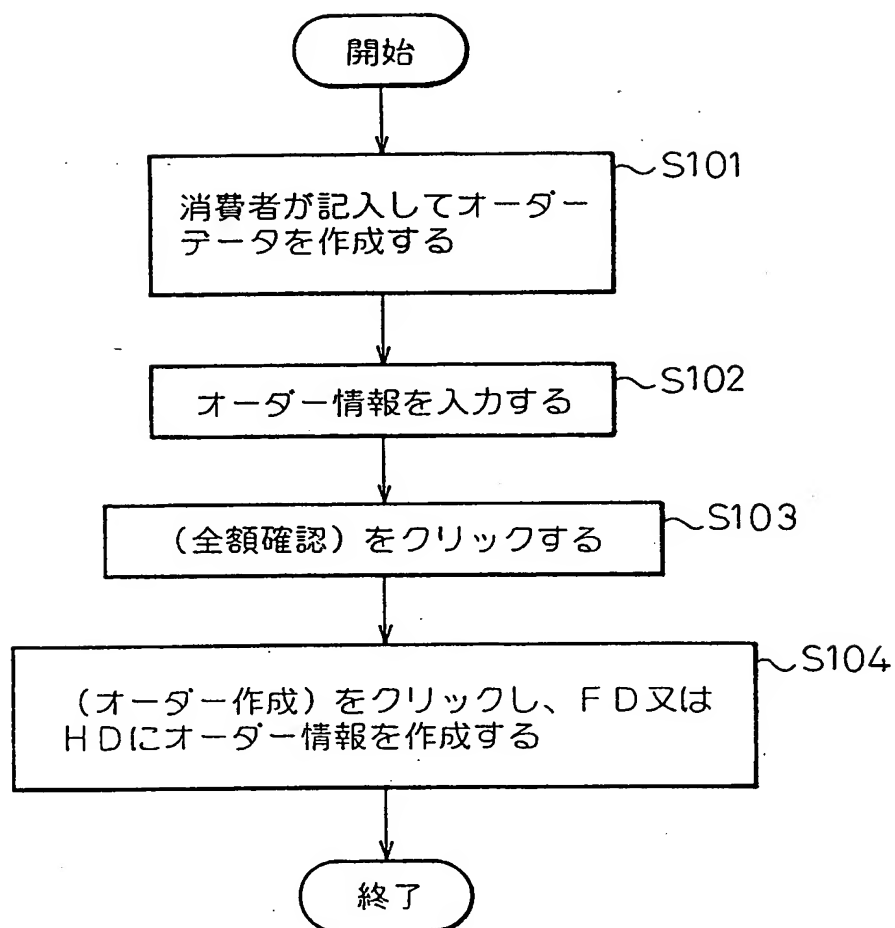 開始
S101
消費者が記入してオーダー
データを作成する
S102
オーダー情報を入力する
S103
(全額確認)をクリックする
S104
(オーダー作成)をクリックし、FD又は
HDにオーダー情報を作成する
終了